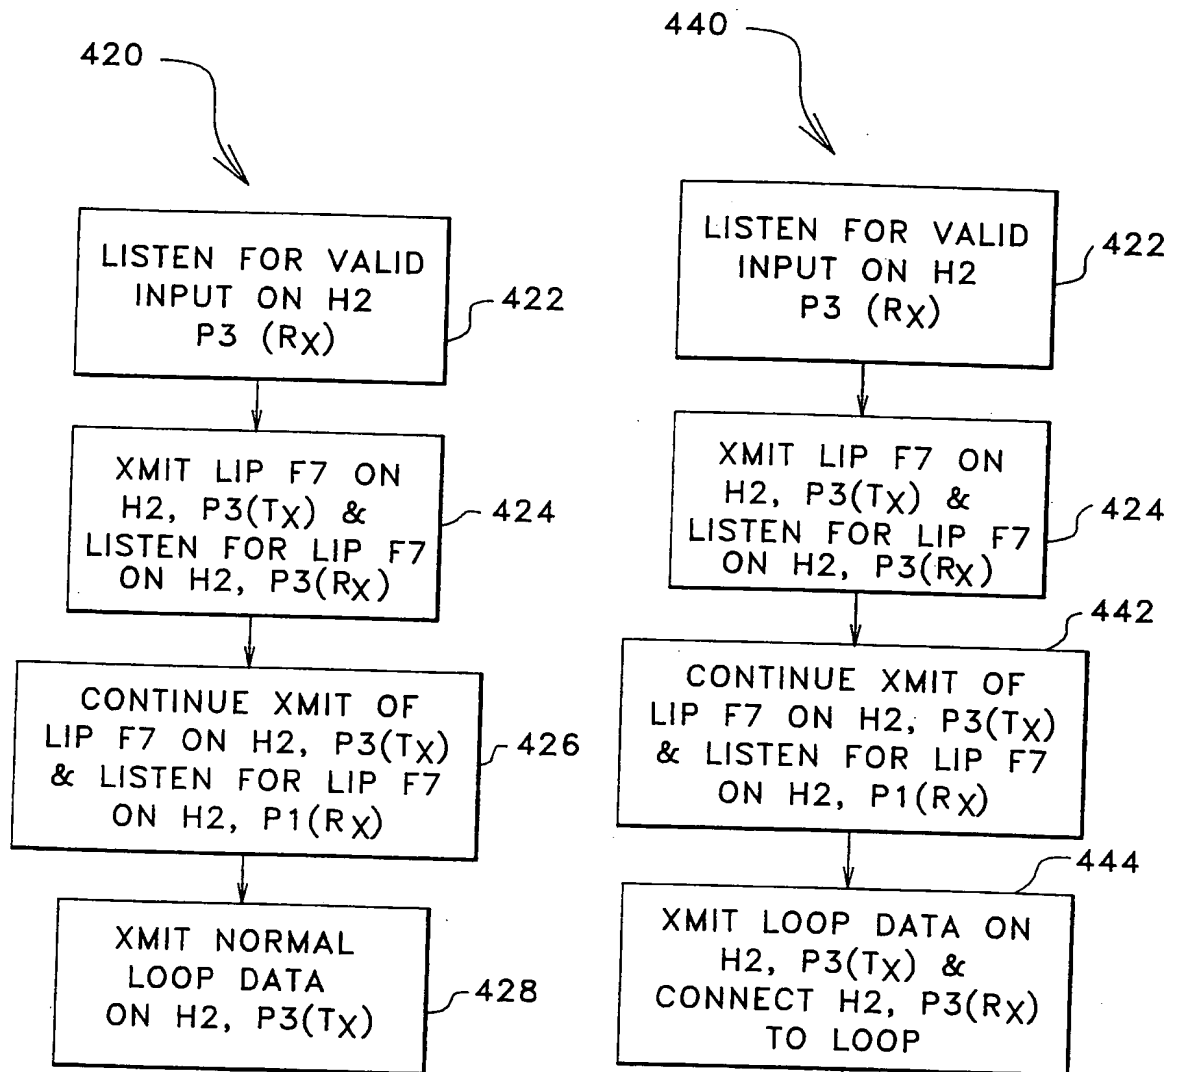 420
LISTEN FOR VALID
INPUT ON H2
P3 (Rx)
422
XMIT LIP F7 ON
H2, P3(Tx) &
LISTEN FOR LIP F7
ON H2, P3(Rx)
424
CONTINUE XMIT OF
LIP F7 ON H2, P3(Tx)
& LISTEN FOR LIP F7
ON H2, P1(Rx)
426
XMIT NORMAL
LOOP DATA
ON H2, P3(Tx)
428
440
LISTEN FOR VALID
INPUT ON H2
P3 (Rx)
422
XMIT LIP F7 ON
H2, P3(Tx) &
LISTEN FOR LIP F7
ON H2, P3(Rx)
424
442
CONTINUE XMIT OF
LIP F7 ON H2, P3(Tx)
& LISTEN FOR LIP F7
ON H2, P1(Rx)
444
XMIT LOOP DATA ON
H2, P3(Tx) &
CONNECT H2, P3(Rx)
TO LOOP